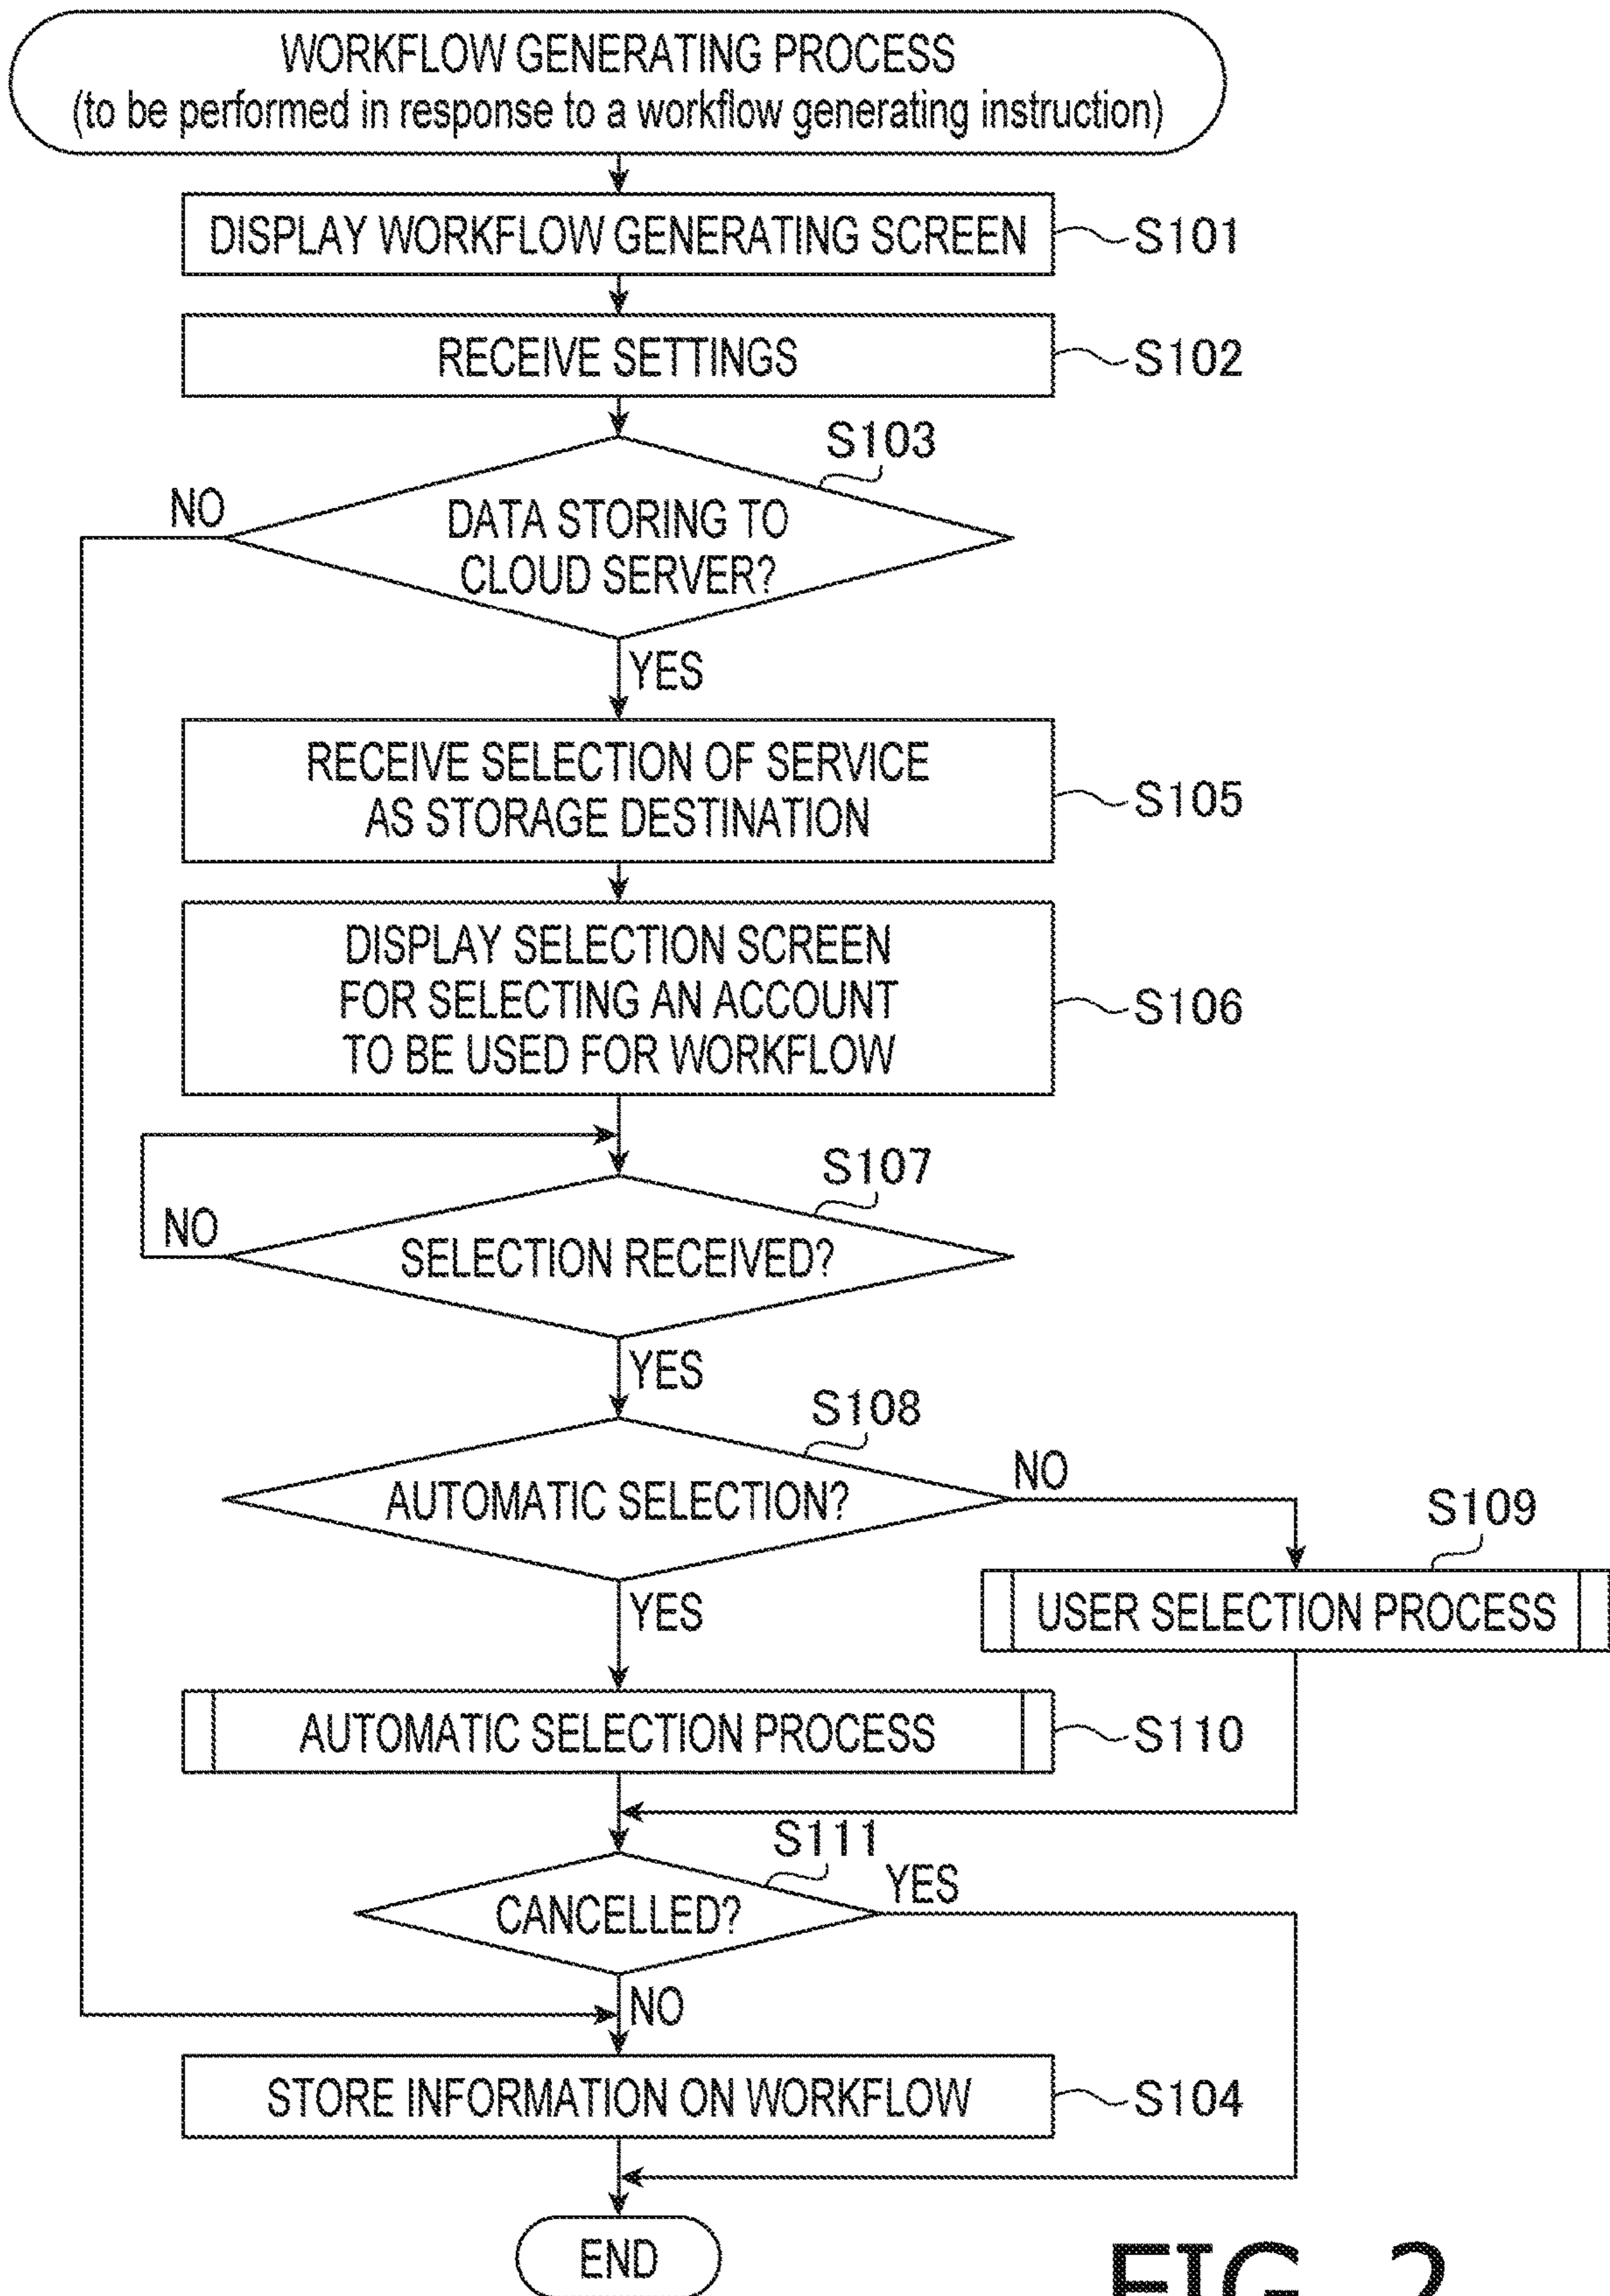 WORKFLOW GENERATING PROCESS
(to be performed in response to a workflow generating instruction)
DISPLAY WORKFLOW GENERATING SCREEN
S101
RECEIVE SETTINGS
S102
S103
NO
DATA STORING TO
CLOUD SERVER?
YES
RECEIVE SELECTION OF SERVICE
AS STORAGE DESTINATION
S105
DISPLAY SELECTION SCREEN
FOR SELECTING AN ACCOUNT
TO BE USED FOR WORKFLOW
S106
S107
NO
SELECTION RECEIVED?
YES
S108
AUTOMATIC SELECTION?
NO
S109
YES
USER SELECTION PROCESS
AUTOMATIC SELECTION PROCESS
S110
S111
YES
CANCELLED?
NO
STORE INFORMATION ON WORKFLOW
S104
END
FIG. 2